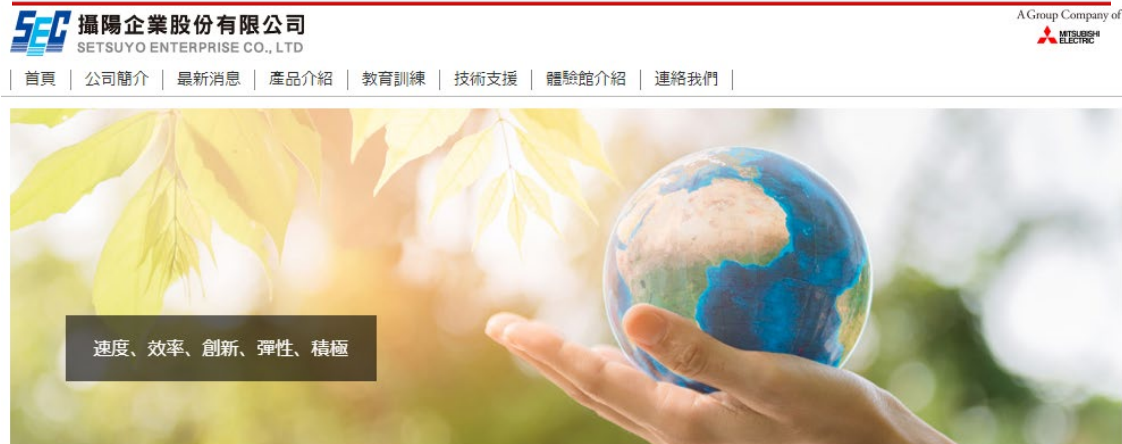 SEC 攝陽企業股份有限公司
SETSUYO ENTERPRISE CO., LTD
A Group Company of
MITSUBISHI
ELECTRIC
首頁 | 公司簡介 | 最新消息 | 產品介紹 | 教育訓練 | 技術支援 | 體驗館介紹 | 連絡我們
速度、效率、創新、彈性、積極